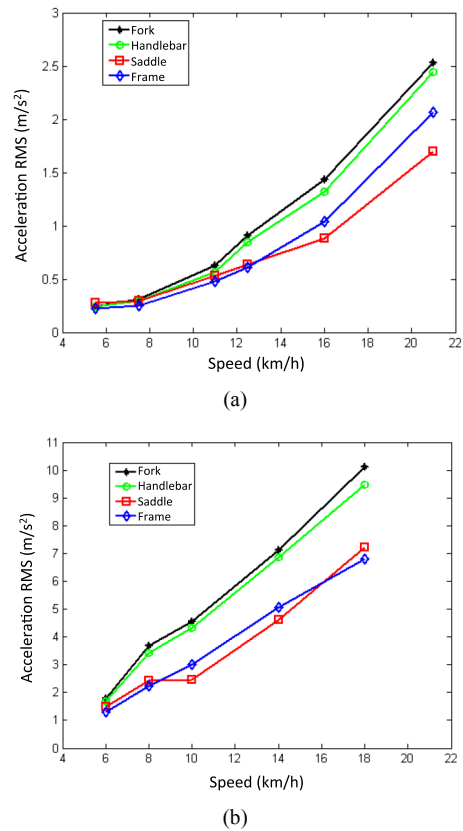 3
2.5
2
1.5
1
0.5
0
Acceleration RMS (m/s²)
Fork
Handlebar
Saddle
Frame
4 6 8 10 12 14 16 18 20 22
Speed (km/h)
(a)
11
10
9
8
7
6
5
4
3
2
1
0
Acceleration RMS (m/s²)
Fork
Handlebar
Saddle
Frame
4 6 8 10 12 14 16 18 20 22
Speed (km/h)
(b)